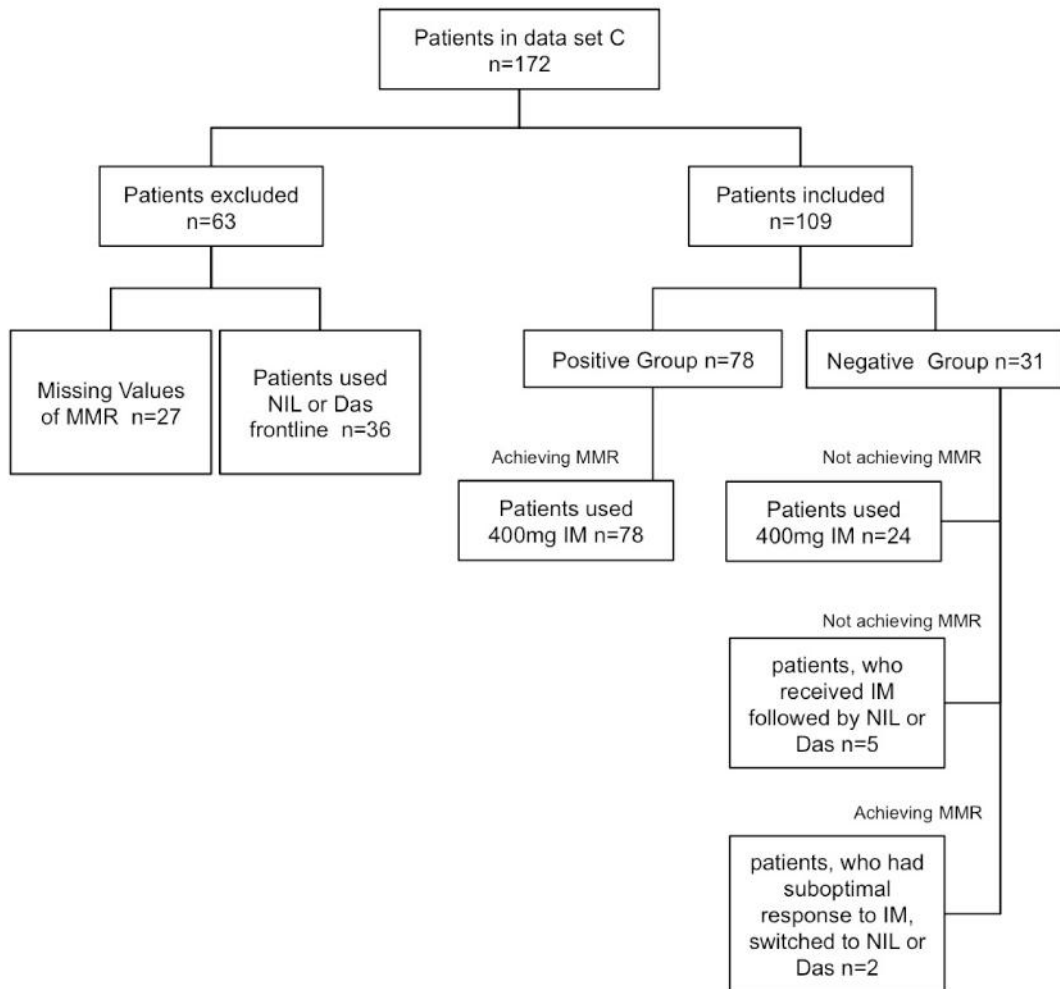 Patients in data set C
n=172
Patients excluded
n=63
Patients included
n=109
Missing Values
of MMR n=27
Patients used
NIL or Das
frontline n=36
Positive Group n=78
Negative Group n=31
Achieving MMR
Patients used
400mg IM n=78
Not achieving MMR
Patients used
400mg IM n=24
Not achieving MMR
patients, who
received IM
followed by NIL or
Das n=5
Achieving MMR
patients, who had
suboptimal
response to IM,
switched to NIL or
Das n=2